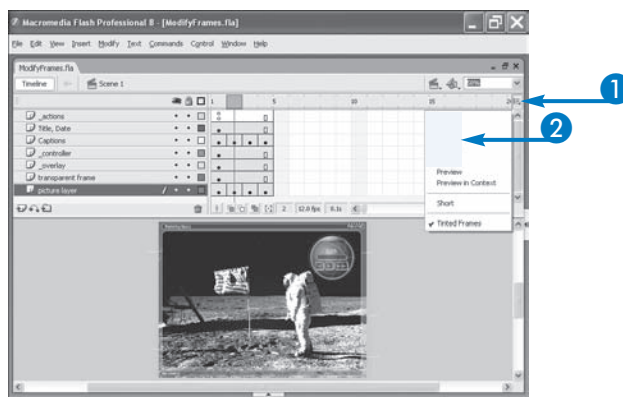 Macromedia Flash Professional 8 - [ModifyFrames.fla]
File Edit View Insert Modify Text Commands Control Window Help
ModifyFrames.fla
Timeline Scene 1
1 5 10 15
_actions
Title, Date
Captions
_controller
_overlay
transparent frame
picture layer
2 12.0 fps 0.1s
Preview
Preview in Context
Short
Tinted Frames
1
2